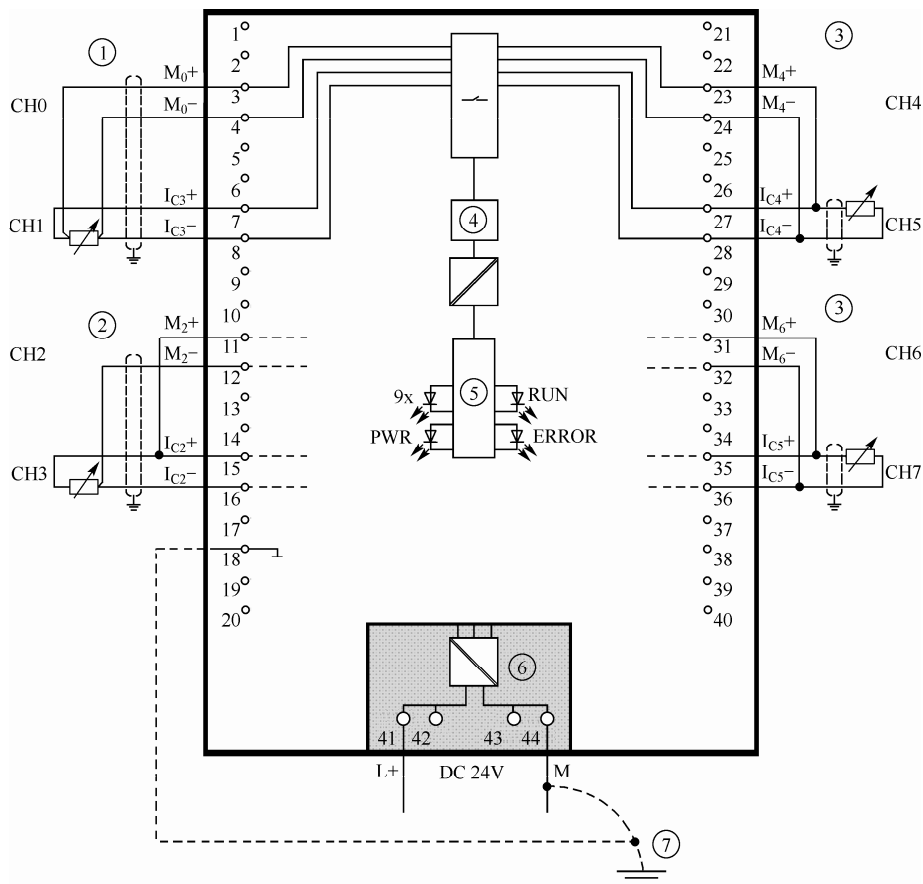 ①
M₀+
M₀−
CH0
I_C3+
I_C3−
CH1
②
M₂+
M₂−
CH2
I_C2+
I_C2−
CH3
1
2
3
4
5
6
7
8
9
10
11
12
13
14
15
16
17
18
19
20
④
⑤
9x
RUN
PWR
ERROR
⑥
41
42
43
44
L+
DC 24V
M
⑦
21
22
23
24
25
26
27
28
29
30
31
32
33
34
35
36
37
38
39
40
③
M₄+
M₄−
CH4
I_C4+
I_C4−
CH5
③
M₆+
M₆−
CH6
I_C5+
I_C5−
CH7